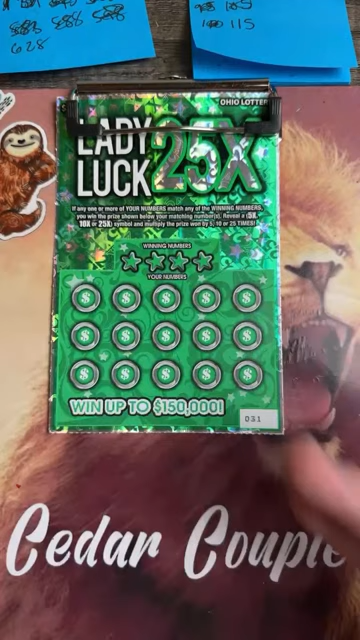 628
115
OHIO LOTTER
LADY
LUCK 25X
If any one or more of YOUR NUMBERS match any of the WINNING NUMBERS,
you win the prize shown below your matching number(s). Reveal a (5X,
10X or 25X) symbol and multiply the prize won by 5, 10 or 25 TIMES!
WINNING NUMBERS
YOUR NUMBERS
WIN UP TO $150,000!
031
Cedar Couple